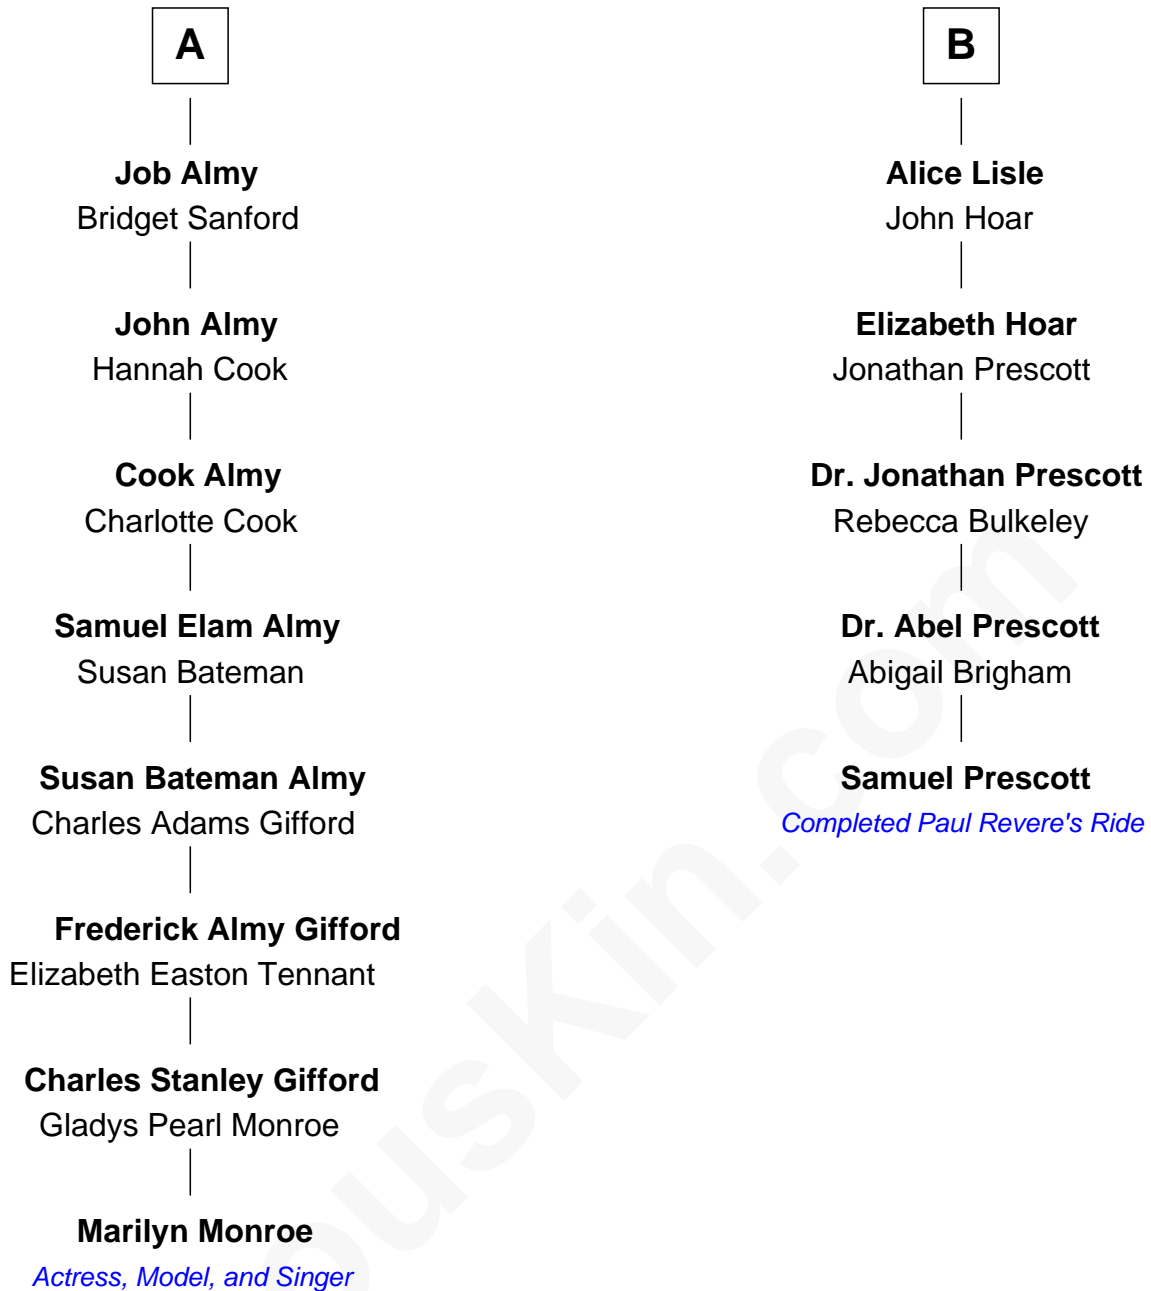 A
Job Almy
Bridget Sanford
John Almy
Hannah Cook
Cook Almy
Charlotte Cook
Samuel Elam Almy
Susan Bateman
Susan Bateman Almy
Charles Adams Gifford
Frederick Almy Gifford
Elizabeth Easton Tennant
Charles Stanley Gifford
Gladys Pearl Monroe
Marilyn Monroe
Actress, Model, and Singer
B
Alice Lisle
John Hoar
Elizabeth Hoar
Jonathan Prescott
Dr. Jonathan Prescott
Rebecca Bulkeley
Dr. Abel Prescott
Abigail Brigham
Samuel Prescott
Completed Paul Revere's Ride
ousKin.com